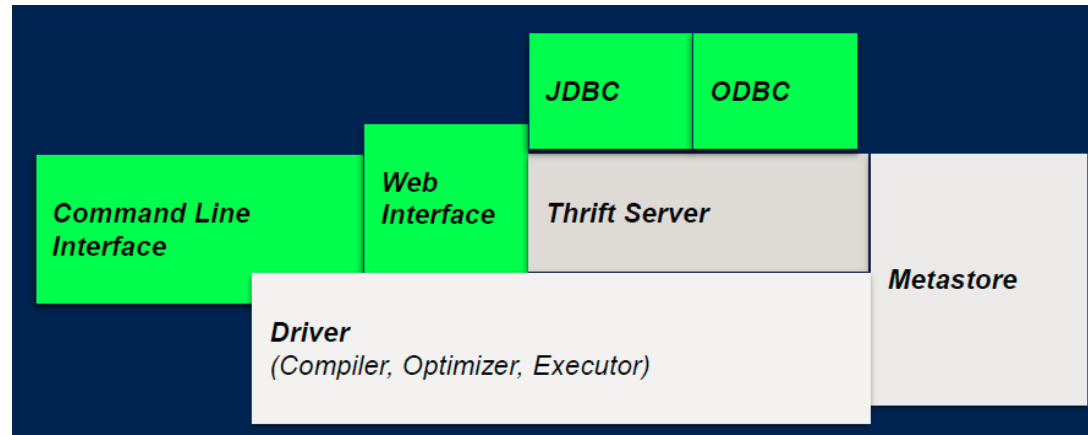 JDBC
ODBC
Command Line
Interface
Web
Interface
Thrift Server
Metastore
Driver
(Compiler, Optimizer, Executor)